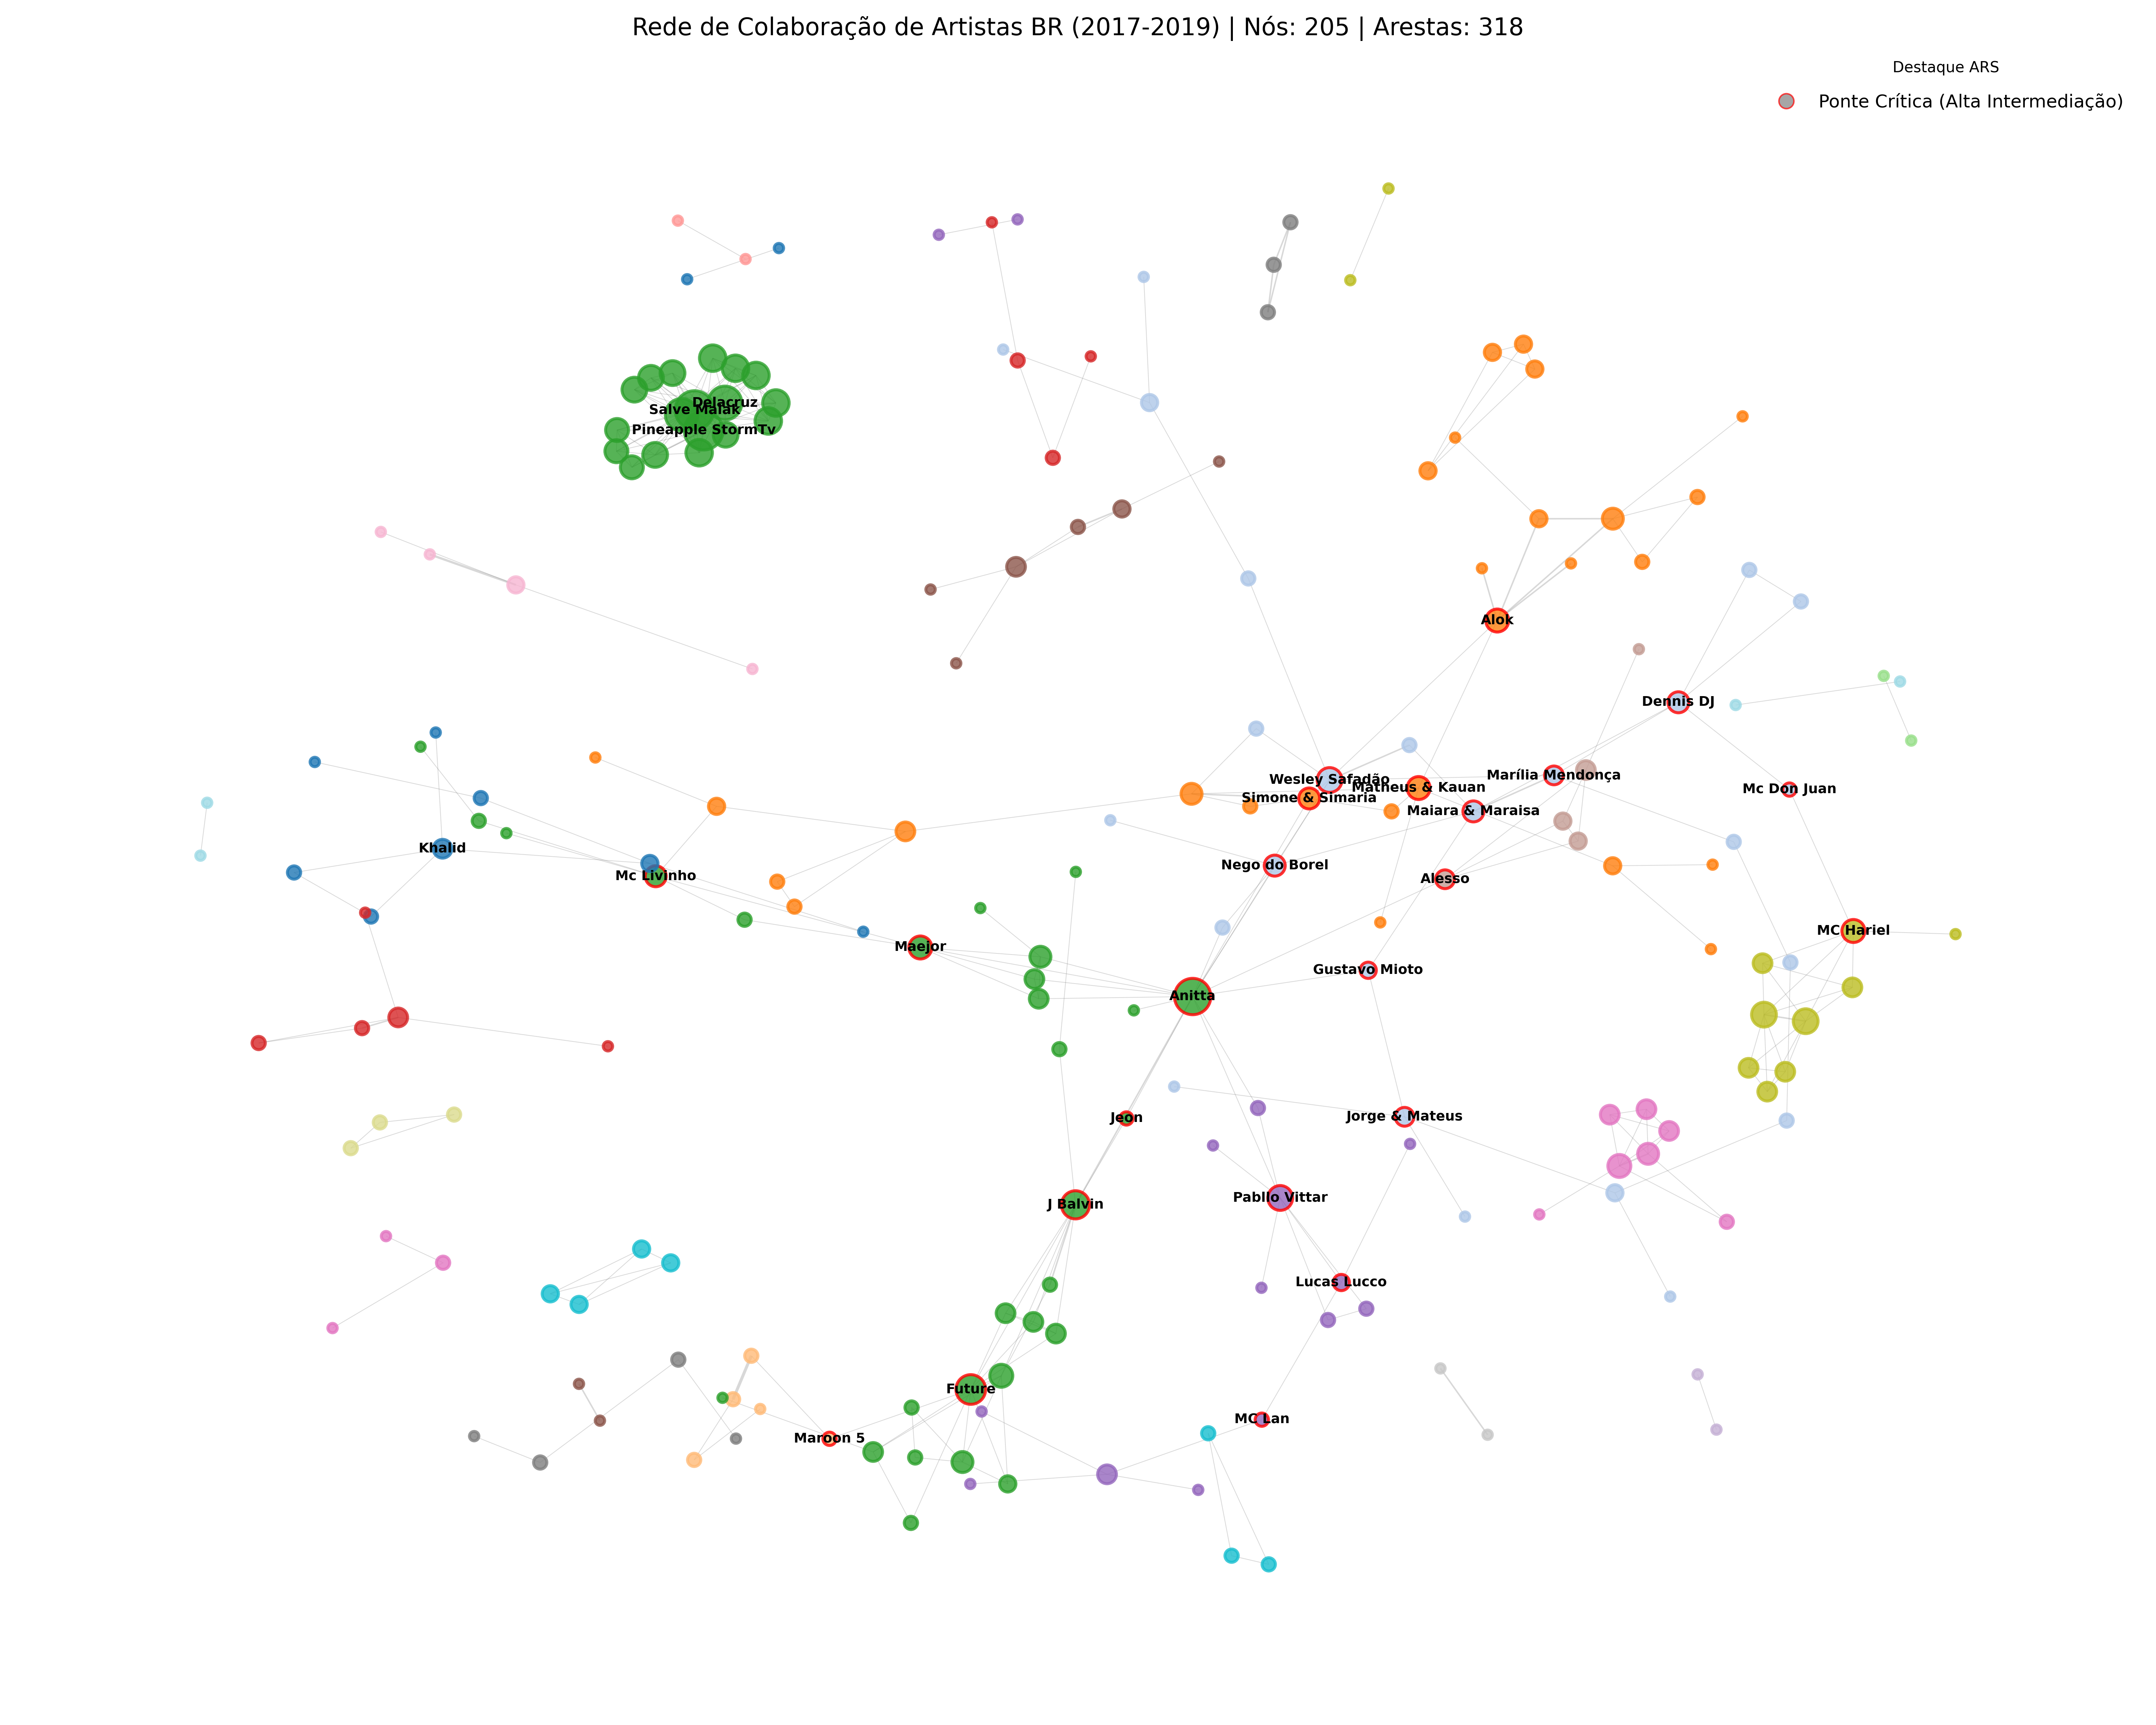 Rede de Colaboração de Artistas BR (2017-2019) | Nós: 205 | Arestas: 318
Destaque ARS
Ponte Crítica (Alta Intermediação)
Delacruz
Salve Malak
Pineapple StormTv
Alok
Dennis DJ
Wesley Safadão
Marília Mendonça
Matheus & Kauan
Mc Don Juan
Simone & Simaria
Maiara & Maraisa
Khalid
Nego do Borel
Mc Livinho
Alesso
MC Hariel
Maejor
Gustavo Mioto
Anitta
Jeon
Jorge & Mateus
Pabllo Vittar
J Balvin
Lucas Lucco
Future
MC Lan
Maroon 5